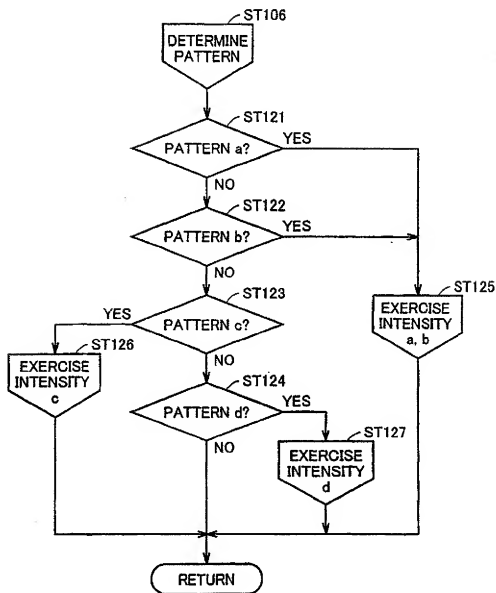 ST106
DETERMINE
PATTERN
ST121
PATTERN a?
YES
NO
ST122
PATTERN b?
YES
NO
ST123
YES
PATTERN c?
NO
ST125
EXERCISE
INTENSITY
a, b
ST126
EXERCISE
INTENSITY
c
ST124
PATTERN d?
YES
NO
ST127
EXERCISE
INTENSITY
d
RETURN